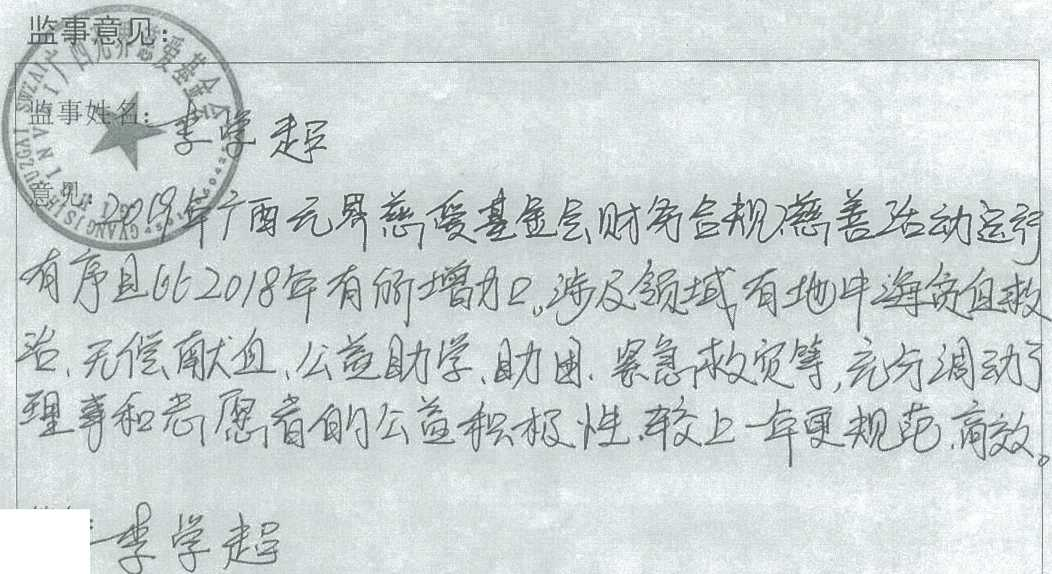 监事意见：
监事姓名：李学超
意见：2019年广西元昇慈爱基金会财务合规，慈善活动运行
有序且比2018年有所增加。涉及领域有地中海贫血救
治、无偿献血、公益助学、助困、紧急救灾等，充分调动了
理事和志愿者的公益积极性，较上一年更规范、高效。
李学超